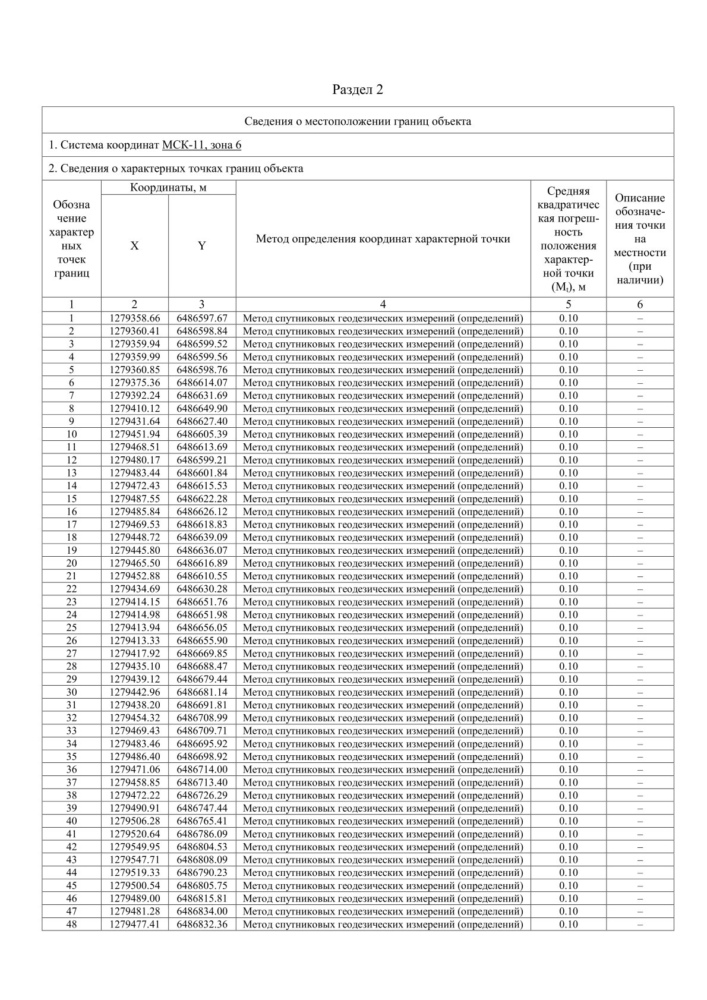 Раздел 2
Сведения о местоположении границ объекта
1. Система координат МСК-11, зона 6
2. Сведения о характерных точках границ объекта
Обозна
чение
характер
ных
точек
границ
Координаты, м
X
Y
Метод определения координат характерной точки
Средняя
квадратичес
кая погреш-
ность
положения
характер-
ной точки
(Mt), м
Описание
обозначе-
ния точки
на
местности
(при
наличии)
1 2 3 4 5 6
1 1279358.66 6486597.67 Метод спутниковых геодезических измерений (определений) 0.10 –
2 1279360.41 6486598.84 Метод спутниковых геодезических измерений (определений) 0.10 –
3 1279359.94 6486599.52 Метод спутниковых геодезических измерений (определений) 0.10 –
4 1279359.99 6486599.56 Метод спутниковых геодезических измерений (определений) 0.10 –
5 1279360.85 6486598.76 Метод спутниковых геодезических измерений (определений) 0.10 –
6 1279375.36 6486614.07 Метод спутниковых геодезических измерений (определений) 0.10 –
7 1279392.24 6486631.69 Метод спутниковых геодезических измерений (определений) 0.10 –
8 1279410.12 6486649.90 Метод спутниковых геодезических измерений (определений) 0.10 –
9 1279431.64 6486627.40 Метод спутниковых геодезических измерений (определений) 0.10 –
10 1279451.94 6486605.39 Метод спутниковых геодезических измерений (определений) 0.10 –
11 1279468.51 6486613.69 Метод спутниковых геодезических измерений (определений) 0.10 –
12 1279480.17 6486599.21 Метод спутниковых геодезических измерений (определений) 0.10 –
13 1279483.44 6486601.84 Метод спутниковых геодезических измерений (определений) 0.10 –
14 1279472.43 6486615.53 Метод спутниковых геодезических измерений (определений) 0.10 –
15 1279487.55 6486622.28 Метод спутниковых геодезических измерений (определений) 0.10 –
16 1279485.84 6486626.12 Метод спутниковых геодезических измерений (определений) 0.10 –
17 1279469.53 6486618.83 Метод спутниковых геодезических измерений (определений) 0.10 –
18 1279448.72 6486639.09 Метод спутниковых геодезических измерений (определений) 0.10 –
19 1279445.80 6486636.07 Метод спутниковых геодезических измерений (определений) 0.10 –
20 1279465.50 6486616.89 Метод спутниковых геодезических измерений (определений) 0.10 –
21 1279452.88 6486610.55 Метод спутниковых геодезических измерений (определений) 0.10 –
22 1279434.69 6486630.28 Метод спутниковых геодезических измерений (определений) 0.10 –
23 1279414.15 6486651.76 Метод спутниковых геодезических измерений (определений) 0.10 –
24 1279414.98 6486651.98 Метод спутниковых геодезических измерений (определений) 0.10 –
25 1279413.94 6486656.05 Метод спутниковых геодезических измерений (определений) 0.10 –
26 1279413.33 6486655.90 Метод спутниковых геодезических измерений (определений) 0.10 –
27 1279417.92 6486669.85 Метод спутниковых геодезических измерений (определений) 0.10 –
28 1279435.10 6486688.47 Метод спутниковых геодезических измерений (определений) 0.10 –
29 1279439.12 6486679.44 Метод спутниковых геодезических измерений (определений) 0.10 –
30 1279442.96 6486681.14 Метод спутниковых геодезических измерений (определений) 0.10 –
31 1279438.20 6486691.81 Метод спутниковых геодезических измерений (определений) 0.10 –
32 1279454.32 6486708.99 Метод спутниковых геодезических измерений (определений) 0.10 –
33 1279469.43 6486709.71 Метод спутниковых геодезических измерений (определений) 0.10 –
34 1279483.46 6486695.92 Метод спутниковых геодезических измерений (определений) 0.10 –
35 1279486.40 6486698.92 Метод спутниковых геодезических измерений (определений) 0.10 –
36 1279471.06 6486714.00 Метод спутниковых геодезических измерений (определений) 0.10 –
37 1279458.85 6486713.40 Метод спутниковых геодезических измерений (определений) 0.10 –
38 1279472.22 6486726.29 Метод спутниковых геодезических измерений (определений) 0.10 –
39 1279490.91 6486747.44 Метод спутниковых геодезических измерений (определений) 0.10 –
40 1279506.28 6486765.41 Метод спутниковых геодезических измерений (определений) 0.10 –
41 1279520.64 6486786.09 Метод спутниковых геодезических измерений (определений) 0.10 –
42 1279549.95 6486804.53 Метод спутниковых геодезических измерений (определений) 0.10 –
43 1279547.71 6486808.09 Метод спутниковых геодезических измерений (определений) 0.10 –
44 1279519.33 6486790.23 Метод спутниковых геодезических измерений (определений) 0.10 –
45 1279500.54 6486805.75 Метод спутниковых геодезических измерений (определений) 0.10 –
46 1279489.00 6486815.81 Метод спутниковых геодезических измерений (определений) 0.10 –
47 1279481.28 6486834.00 Метод спутниковых геодезических измерений (определений) 0.10 –
48 1279477.41 6486832.36 Метод спутниковых геодезических измерений (определений) 0.10 –